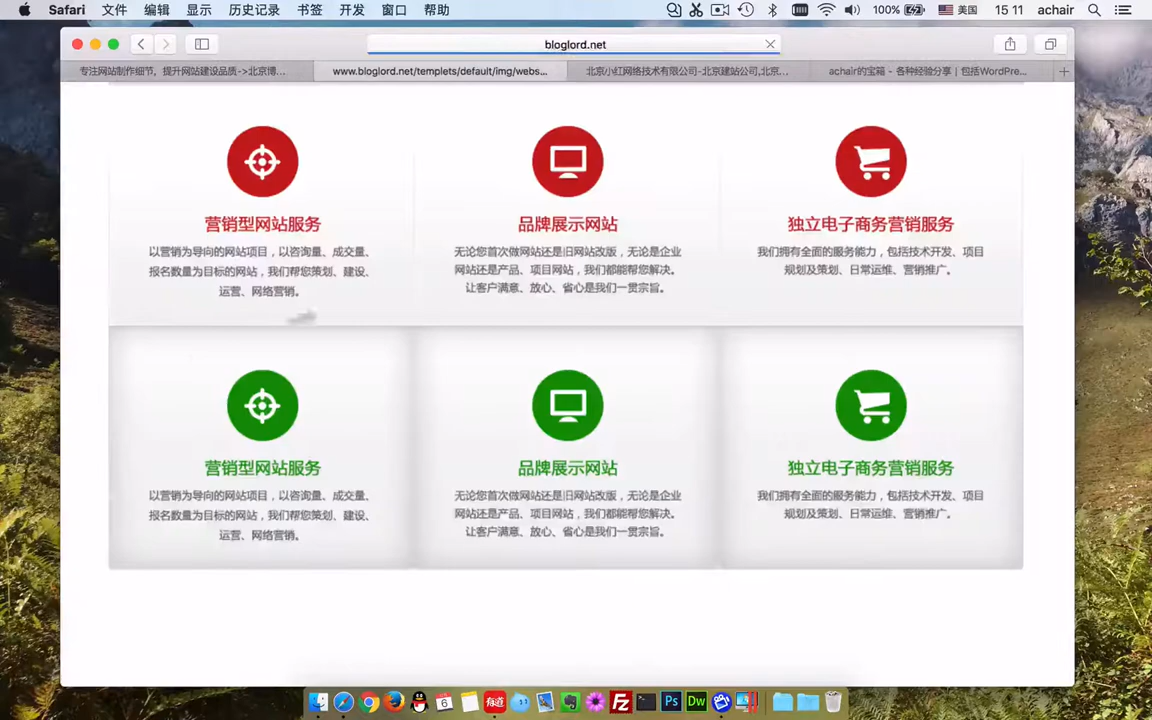 Safari 文件 编辑 显示 历史记录 书签 开发 窗口 帮助 100% 美国 15 11 achair
bloglord.net
专注网站制作细节，提升网站建设品质->北京博... www.bloglord.net/templets/default/img/webs... 北京小红网络技术有限公司-北京建站公司,北京... achair的宝箱 - 各种经验分享 | 包括WordPre...
营销型网站服务 品牌展示网站 独立电子商务营销服务
以营销为导向的网站项目，以咨询量、成交量、 无论您首次做网站还是旧网站改版，无论是企业 我们拥有全面的服务能力，包括技术开发、项目
报名数量为目标的网站，我们帮您策划、建设、 网站还是产品、项目网站，我们都能帮您解决。 规划及策划、日常运维、营销推广。
运营、网络营销。 让客户满意、放心、省心是我们一贯宗旨。
营销型网站服务 品牌展示网站 独立电子商务营销服务
以营销为导向的网站项目，以咨询量、成交量、 无论您首次做网站还是旧网站改版，无论是企业 我们拥有全面的服务能力，包括技术开发、项目
报名数量为目标的网站，我们帮您策划、建设、 网站还是产品、项目网站，我们都能帮您解决。 规划及策划、日常运维、营销推广。
运营、网络营销。 让客户满意、放心、省心是我们一贯宗旨。
6 有道 Fz Ps Dw